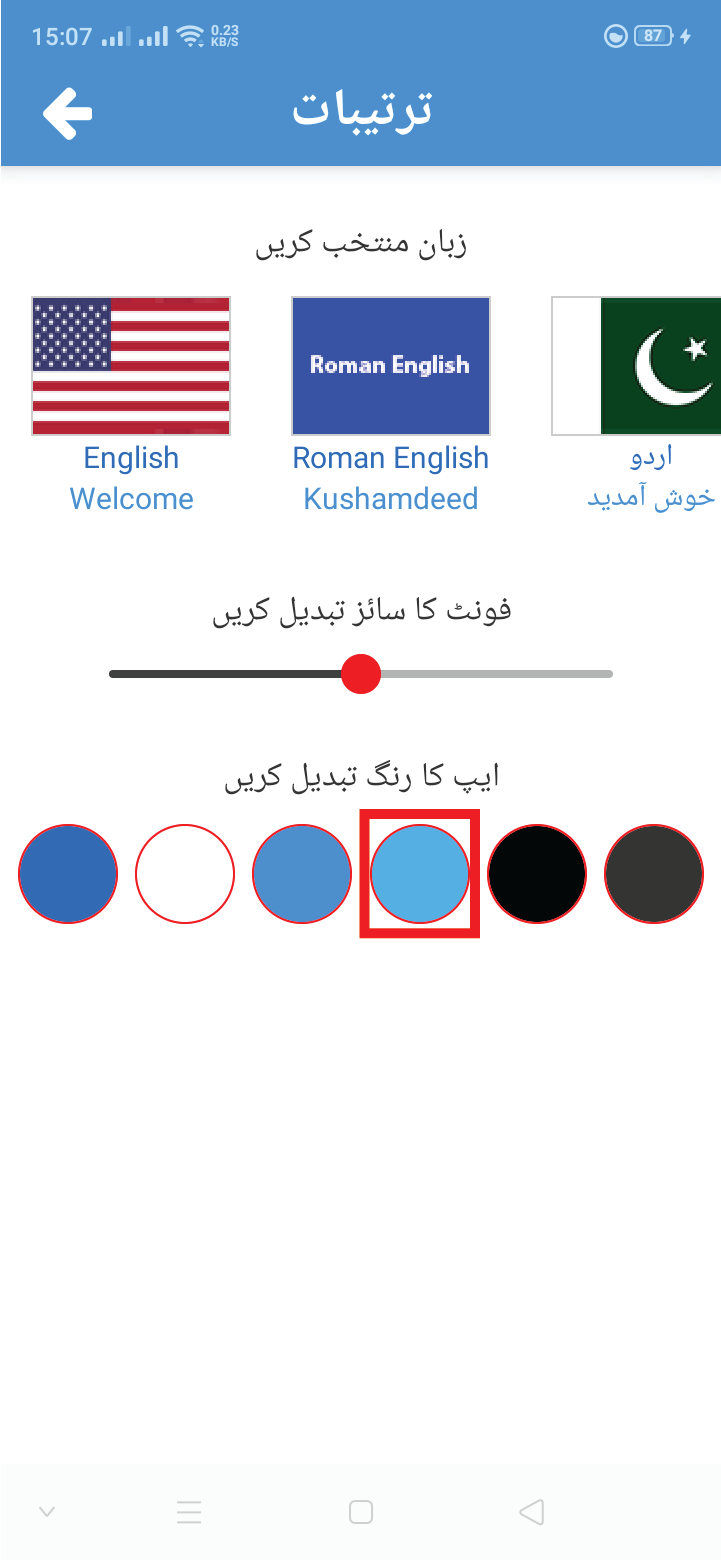 15:07 0.23 KB/S 87
ترتیبات
زبان منتخب کریں
Roman English
English Roman English اردو
Welcome Kushamdeed خوش آمدید
فونٹ کا سائز تبدیل کریں
ایپ کا رنگ تبدیل کریں